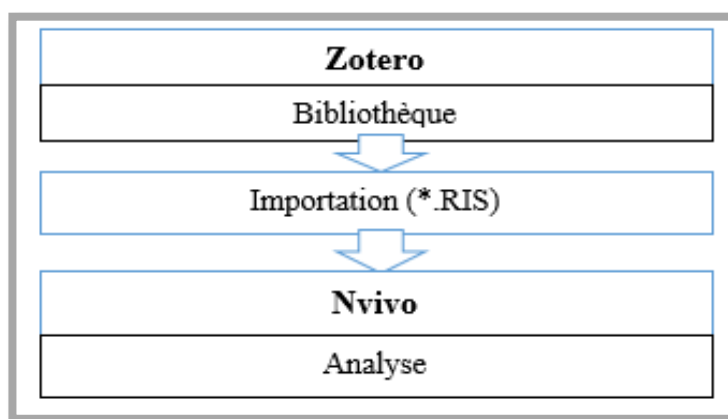 Zotero
Bibliothèque
Importation (*.RIS)
Nvivo
Analyse